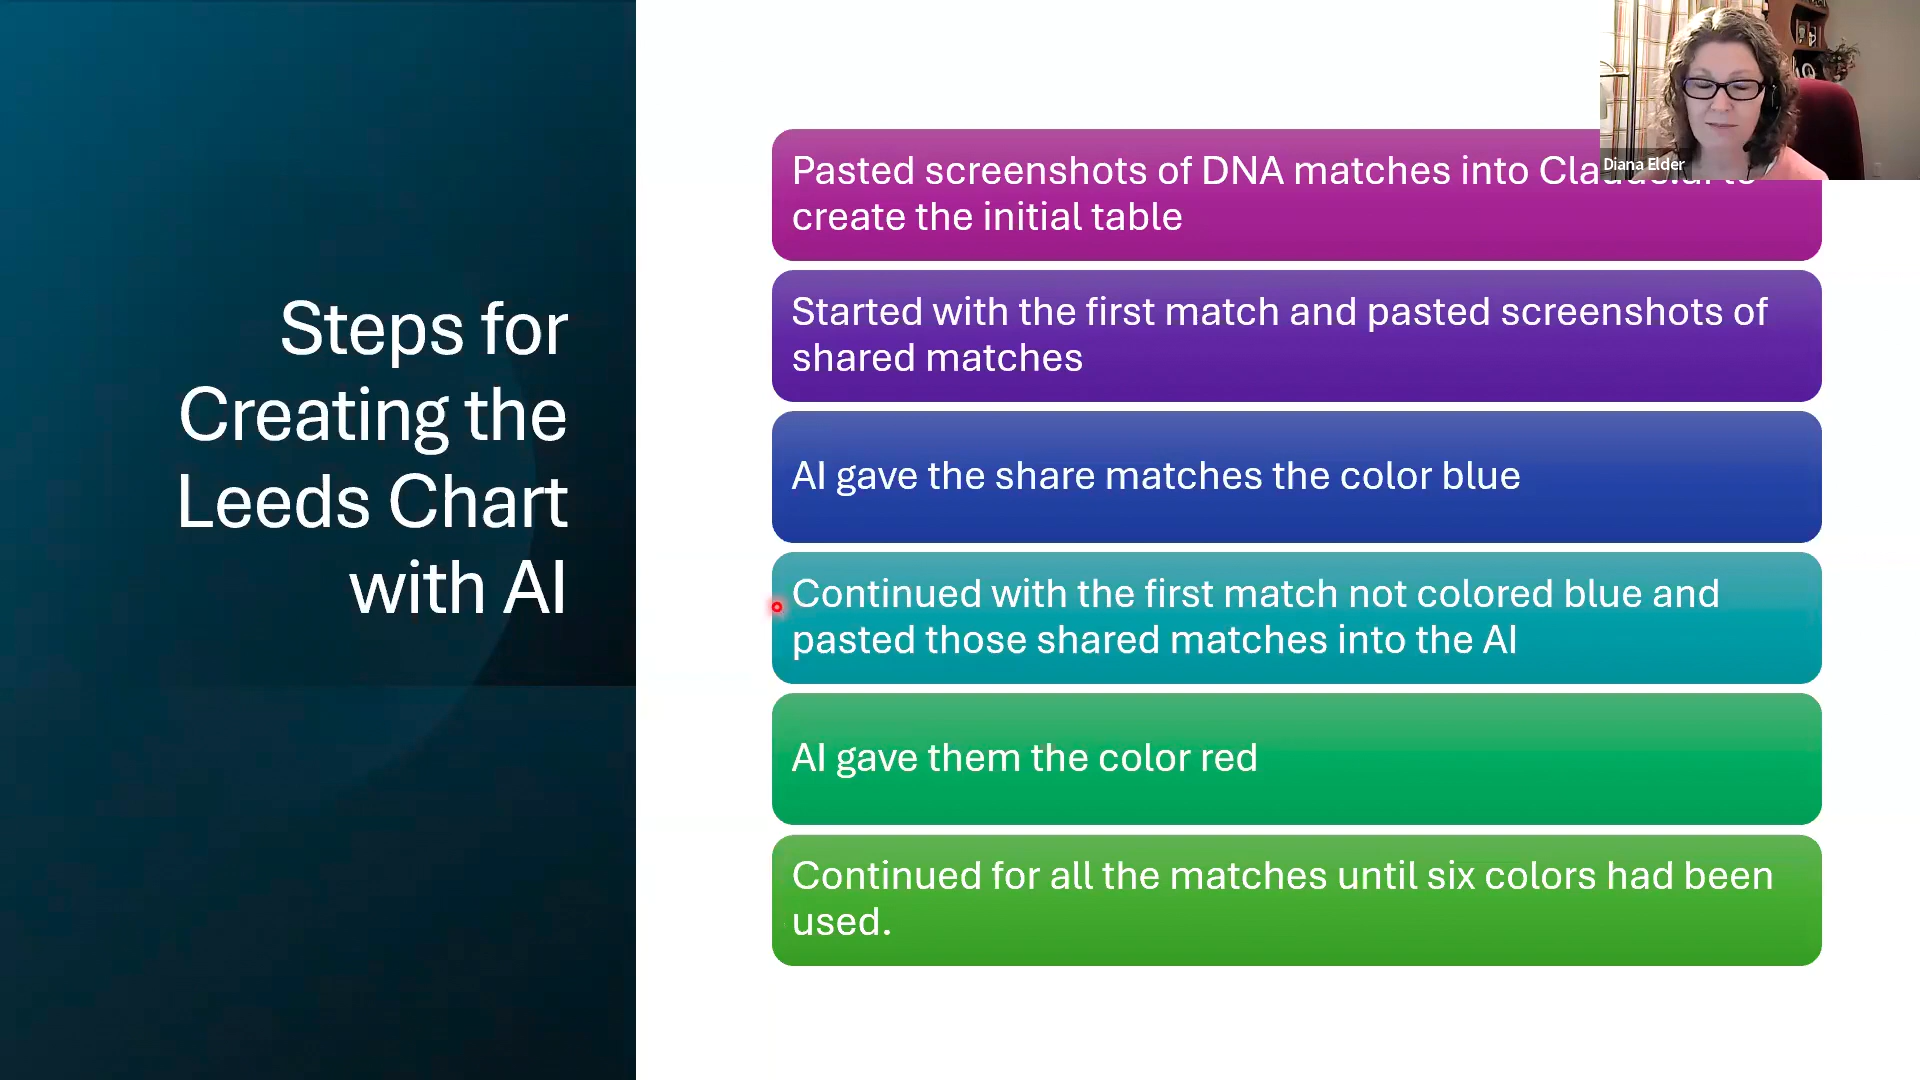 Steps for
Creating the
Leeds Chart
with AI
Pasted screenshots of DNA matches into
create the initial table
Started with the first match and pasted screenshots of
shared matches
AI gave the share matches the color blue
Continued with the first match not colored blue and
pasted those shared matches into the AI
AI gave them the color red
Continued for all the matches until six colors had been
used.
Diana Elder